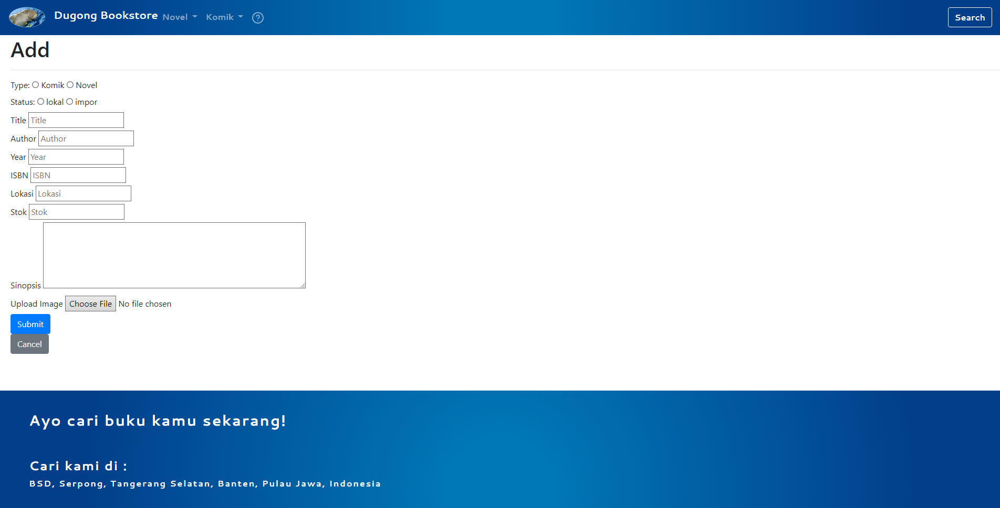 Dugong Bookstore Novel Komik ? Search
Add
Type: Komik Novel
Status: lokal impor
Title Title
Author Author
Year Year
ISBN ISBN
Lokasi Lokasi
Stok Stok
Sinopsis
Upload Image Choose File No file chosen
Submit
Cancel
Ayo cari buku kamu sekarang!
Cari kami di :
BSD, Serpong, Tangerang Selatan, Banten, Pulau Jawa, Indonesia